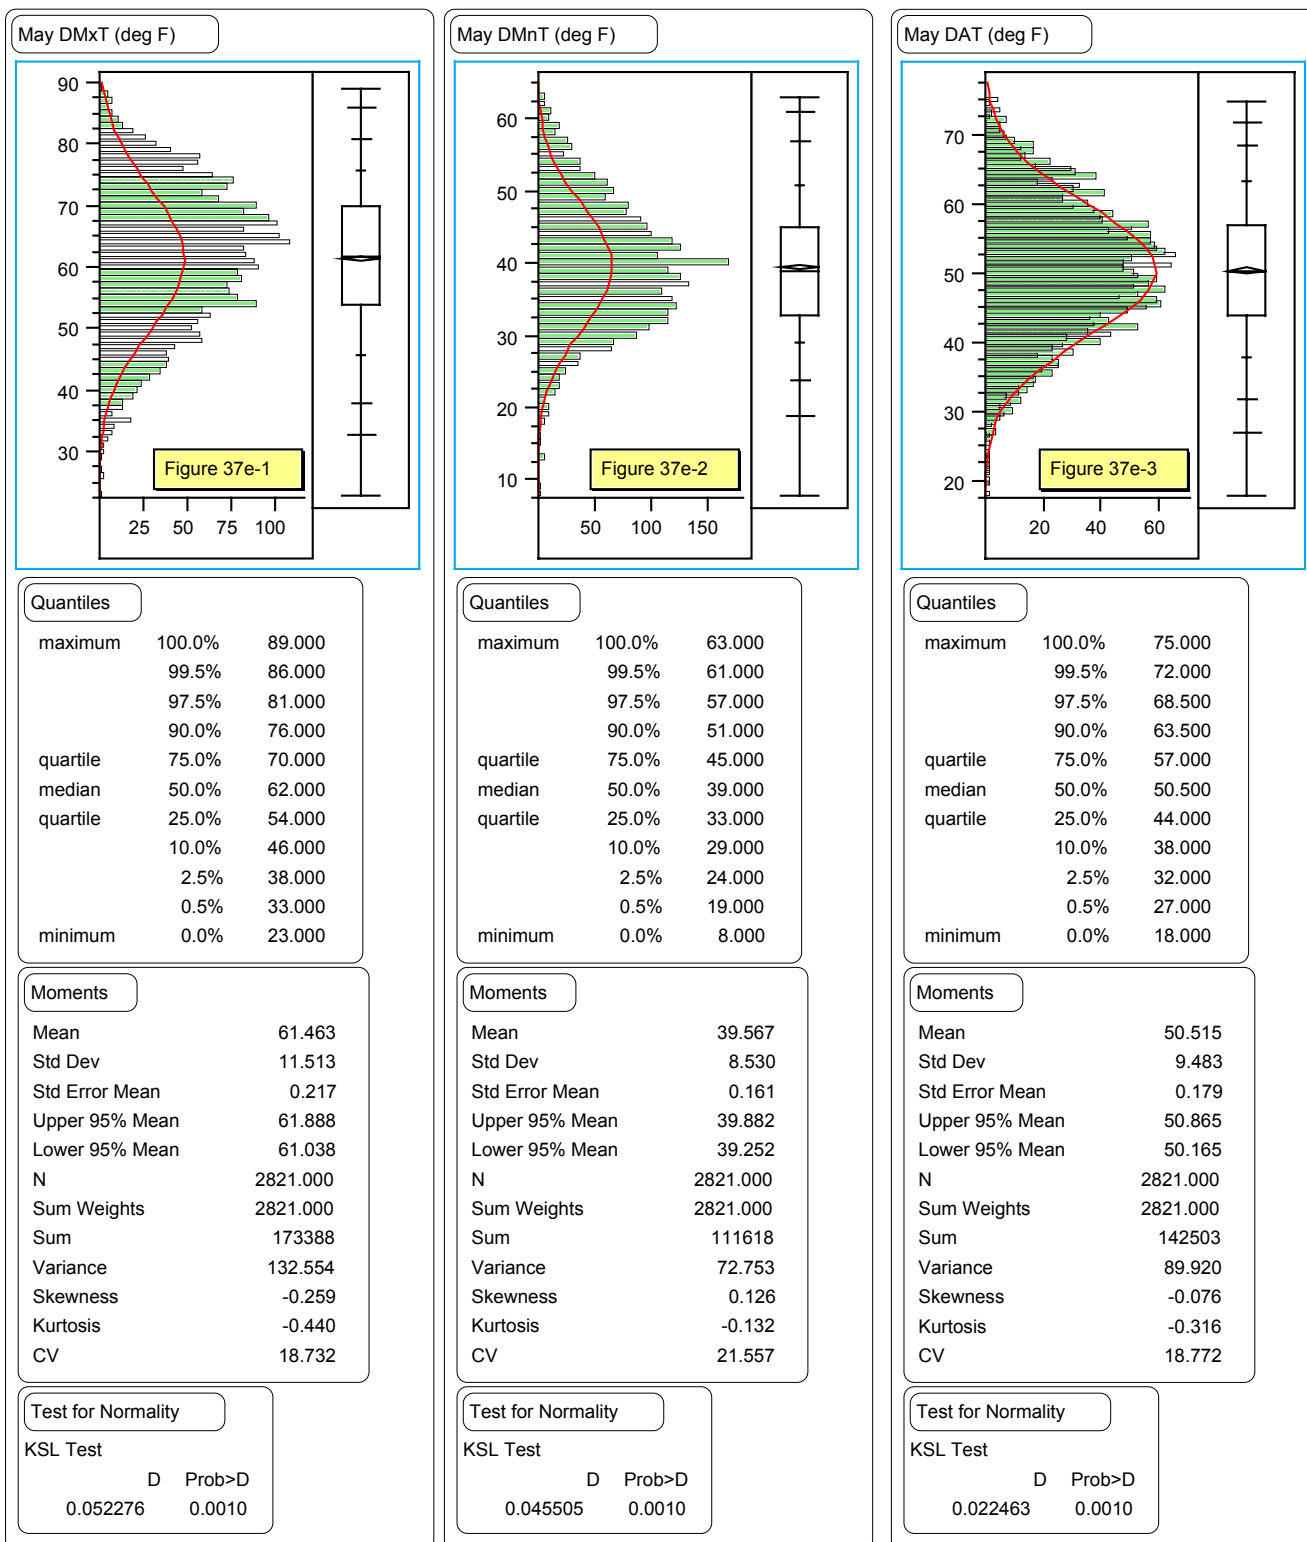 May DMxT (deg F)
90
80
70
60
50
40
30
25 50 75 100
Figure 37e-1
Quantiles
maximum 100.0% 89.000
99.5% 86.000
97.5% 81.000
90.0% 76.000
quartile 75.0% 70.000
median 50.0% 62.000
quartile 25.0% 54.000
10.0% 46.000
2.5% 38.000
0.5% 33.000
minimum 0.0% 23.000
Moments
Mean 61.463
Std Dev 11.513
Std Error Mean 0.217
Upper 95% Mean 61.888
Lower 95% Mean 61.038
N 2821.000
Sum Weights 2821.000
Sum 173388
Variance 132.554
Skewness -0.259
Kurtosis -0.440
CV 18.732
Test for Normality
KSL Test
D Prob>D
0.052276 0.0010
May DMnT (deg F)
60
50
40
30
20
10
50 100 150
Figure 37e-2
Quantiles
maximum 100.0% 63.000
99.5% 61.000
97.5% 57.000
90.0% 51.000
quartile 75.0% 45.000
median 50.0% 39.000
quartile 25.0% 33.000
10.0% 29.000
2.5% 24.000
0.5% 19.000
minimum 0.0% 8.000
Moments
Mean 39.567
Std Dev 8.530
Std Error Mean 0.161
Upper 95% Mean 39.882
Lower 95% Mean 39.252
N 2821.000
Sum Weights 2821.000
Sum 111618
Variance 72.753
Skewness 0.126
Kurtosis -0.132
CV 21.557
Test for Normality
KSL Test
D Prob>D
0.045505 0.0010
May DAT (deg F)
70
60
50
40
30
20
20 40 60
Figure 37e-3
Quantiles
maximum 100.0% 75.000
99.5% 72.000
97.5% 68.500
90.0% 63.500
quartile 75.0% 57.000
median 50.0% 50.500
quartile 25.0% 44.000
10.0% 38.000
2.5% 32.000
0.5% 27.000
minimum 0.0% 18.000
Moments
Mean 50.515
Std Dev 9.483
Std Error Mean 0.179
Upper 95% Mean 50.865
Lower 95% Mean 50.165
N 2821.000
Sum Weights 2821.000
Sum 142503
Variance 89.920
Skewness -0.076
Kurtosis -0.316
CV 18.772
Test for Normality
KSL Test
D Prob>D
0.022463 0.0010